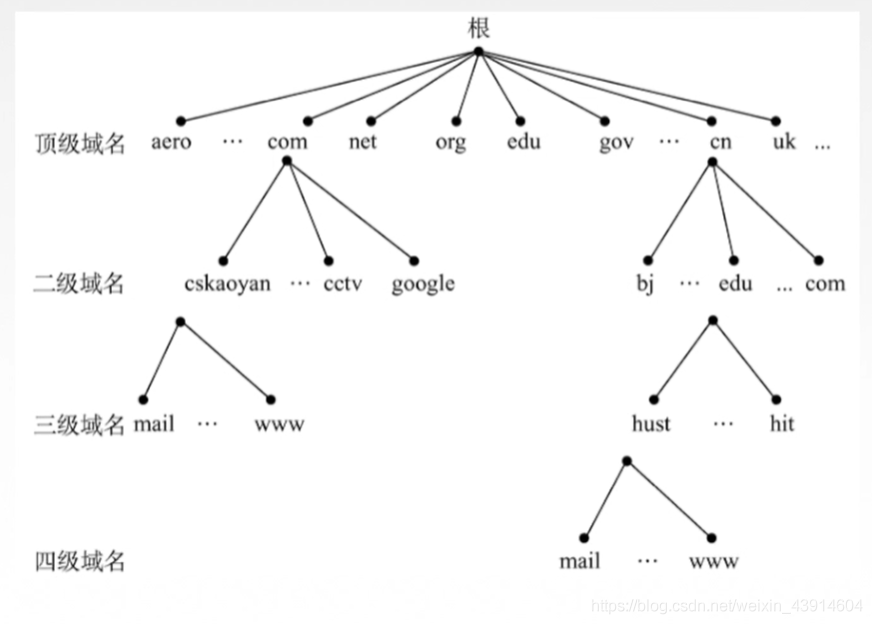 根
顶级域名 aero … com net org edu gov … cn uk ...
二级域名 cskaoyan … cctv google bj … edu ... com
三级域名 mail … www hust … hit
四级域名 mail … www
https://blog.csdn.net/weixin_43914604